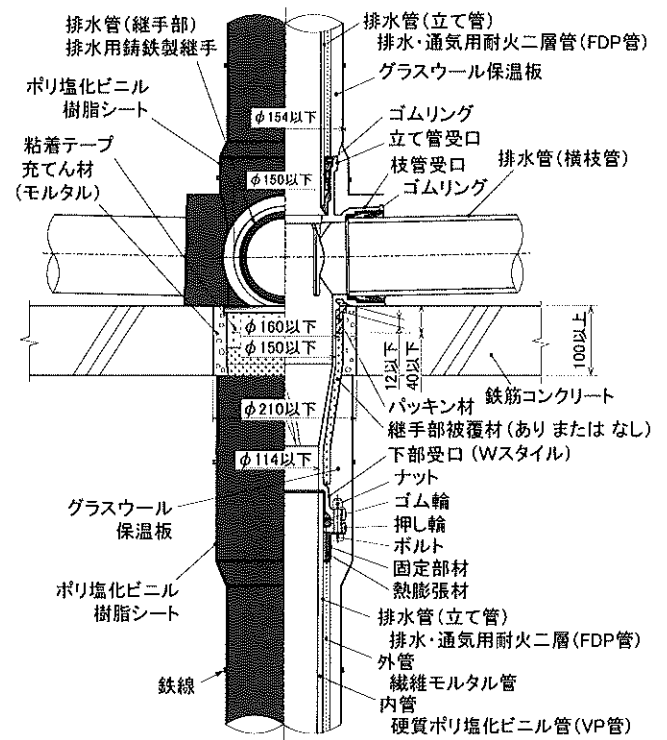 排水管(継手部)
排水用鋳鉄製継手
ポリ塩化ビニル
樹脂シート
粘着テープ
充てん材
(モルタル)
排水管(立て管)
排水・通気用耐火二層管(FDP管)
グラスウール保温板
φ154以下
ゴムリング
立て管受口
枝管受口
排水管(横枝管)
ゴムリング
φ150以下
φ160以下
φ150以下
12以下
40以下
100以上
鉄筋コンクリート
パッキン材
φ210以下
継手部被覆材(あり または なし)
φ114以下
下部受口(Wスタイル)
ナット
ゴム輪
押し輪
ボルト
固定部材
熱膨張材
グラスウール
保温板
ポリ塩化ビニル
樹脂シート
排水管(立て管)
排水・通気用耐火二層(FDP管)
外管
繊維モルタル管
内管
硬質ポリ塩化ビニル管(VP管)
鉄線